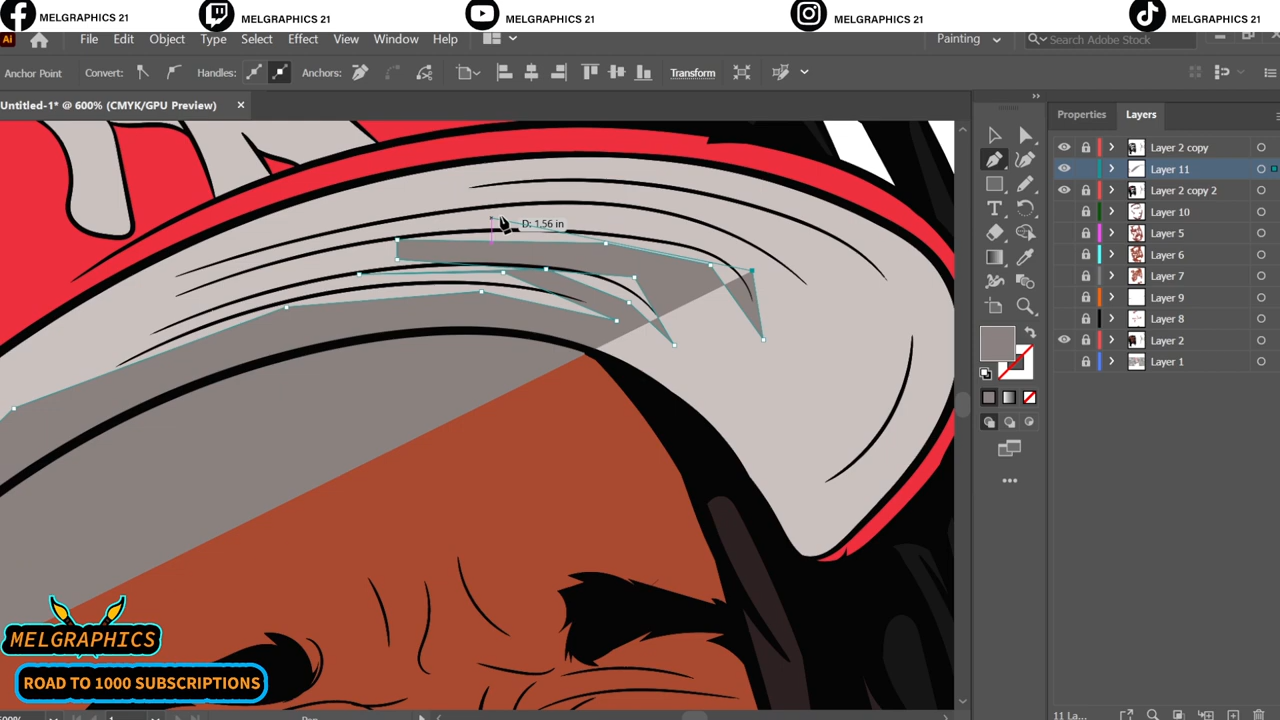 MELGRAPHICS 21 MELGRAPHICS 21 MELGRAPHICS 21 MELGRAPHICS 21 MELGRAPHICS 21
Ai File Edit Object Type Select Effect View Window Help Painting Search Adobe Stock
Anchor Point Convert: Handles: Anchors: Transform
Untitled-1* @ 600% (CMYK/GPU Preview)
Properties Layers
Layer 2 copy
Layer 11
Layer 2 copy 2
Layer 10
Layer 5
Layer 6
Layer 7
Layer 9
Layer 8
Layer 2
Layer 1
D: 1.56 in
MELGRAPHICS
ROAD TO 1000 SUBSCRIPTIONS
11 La...